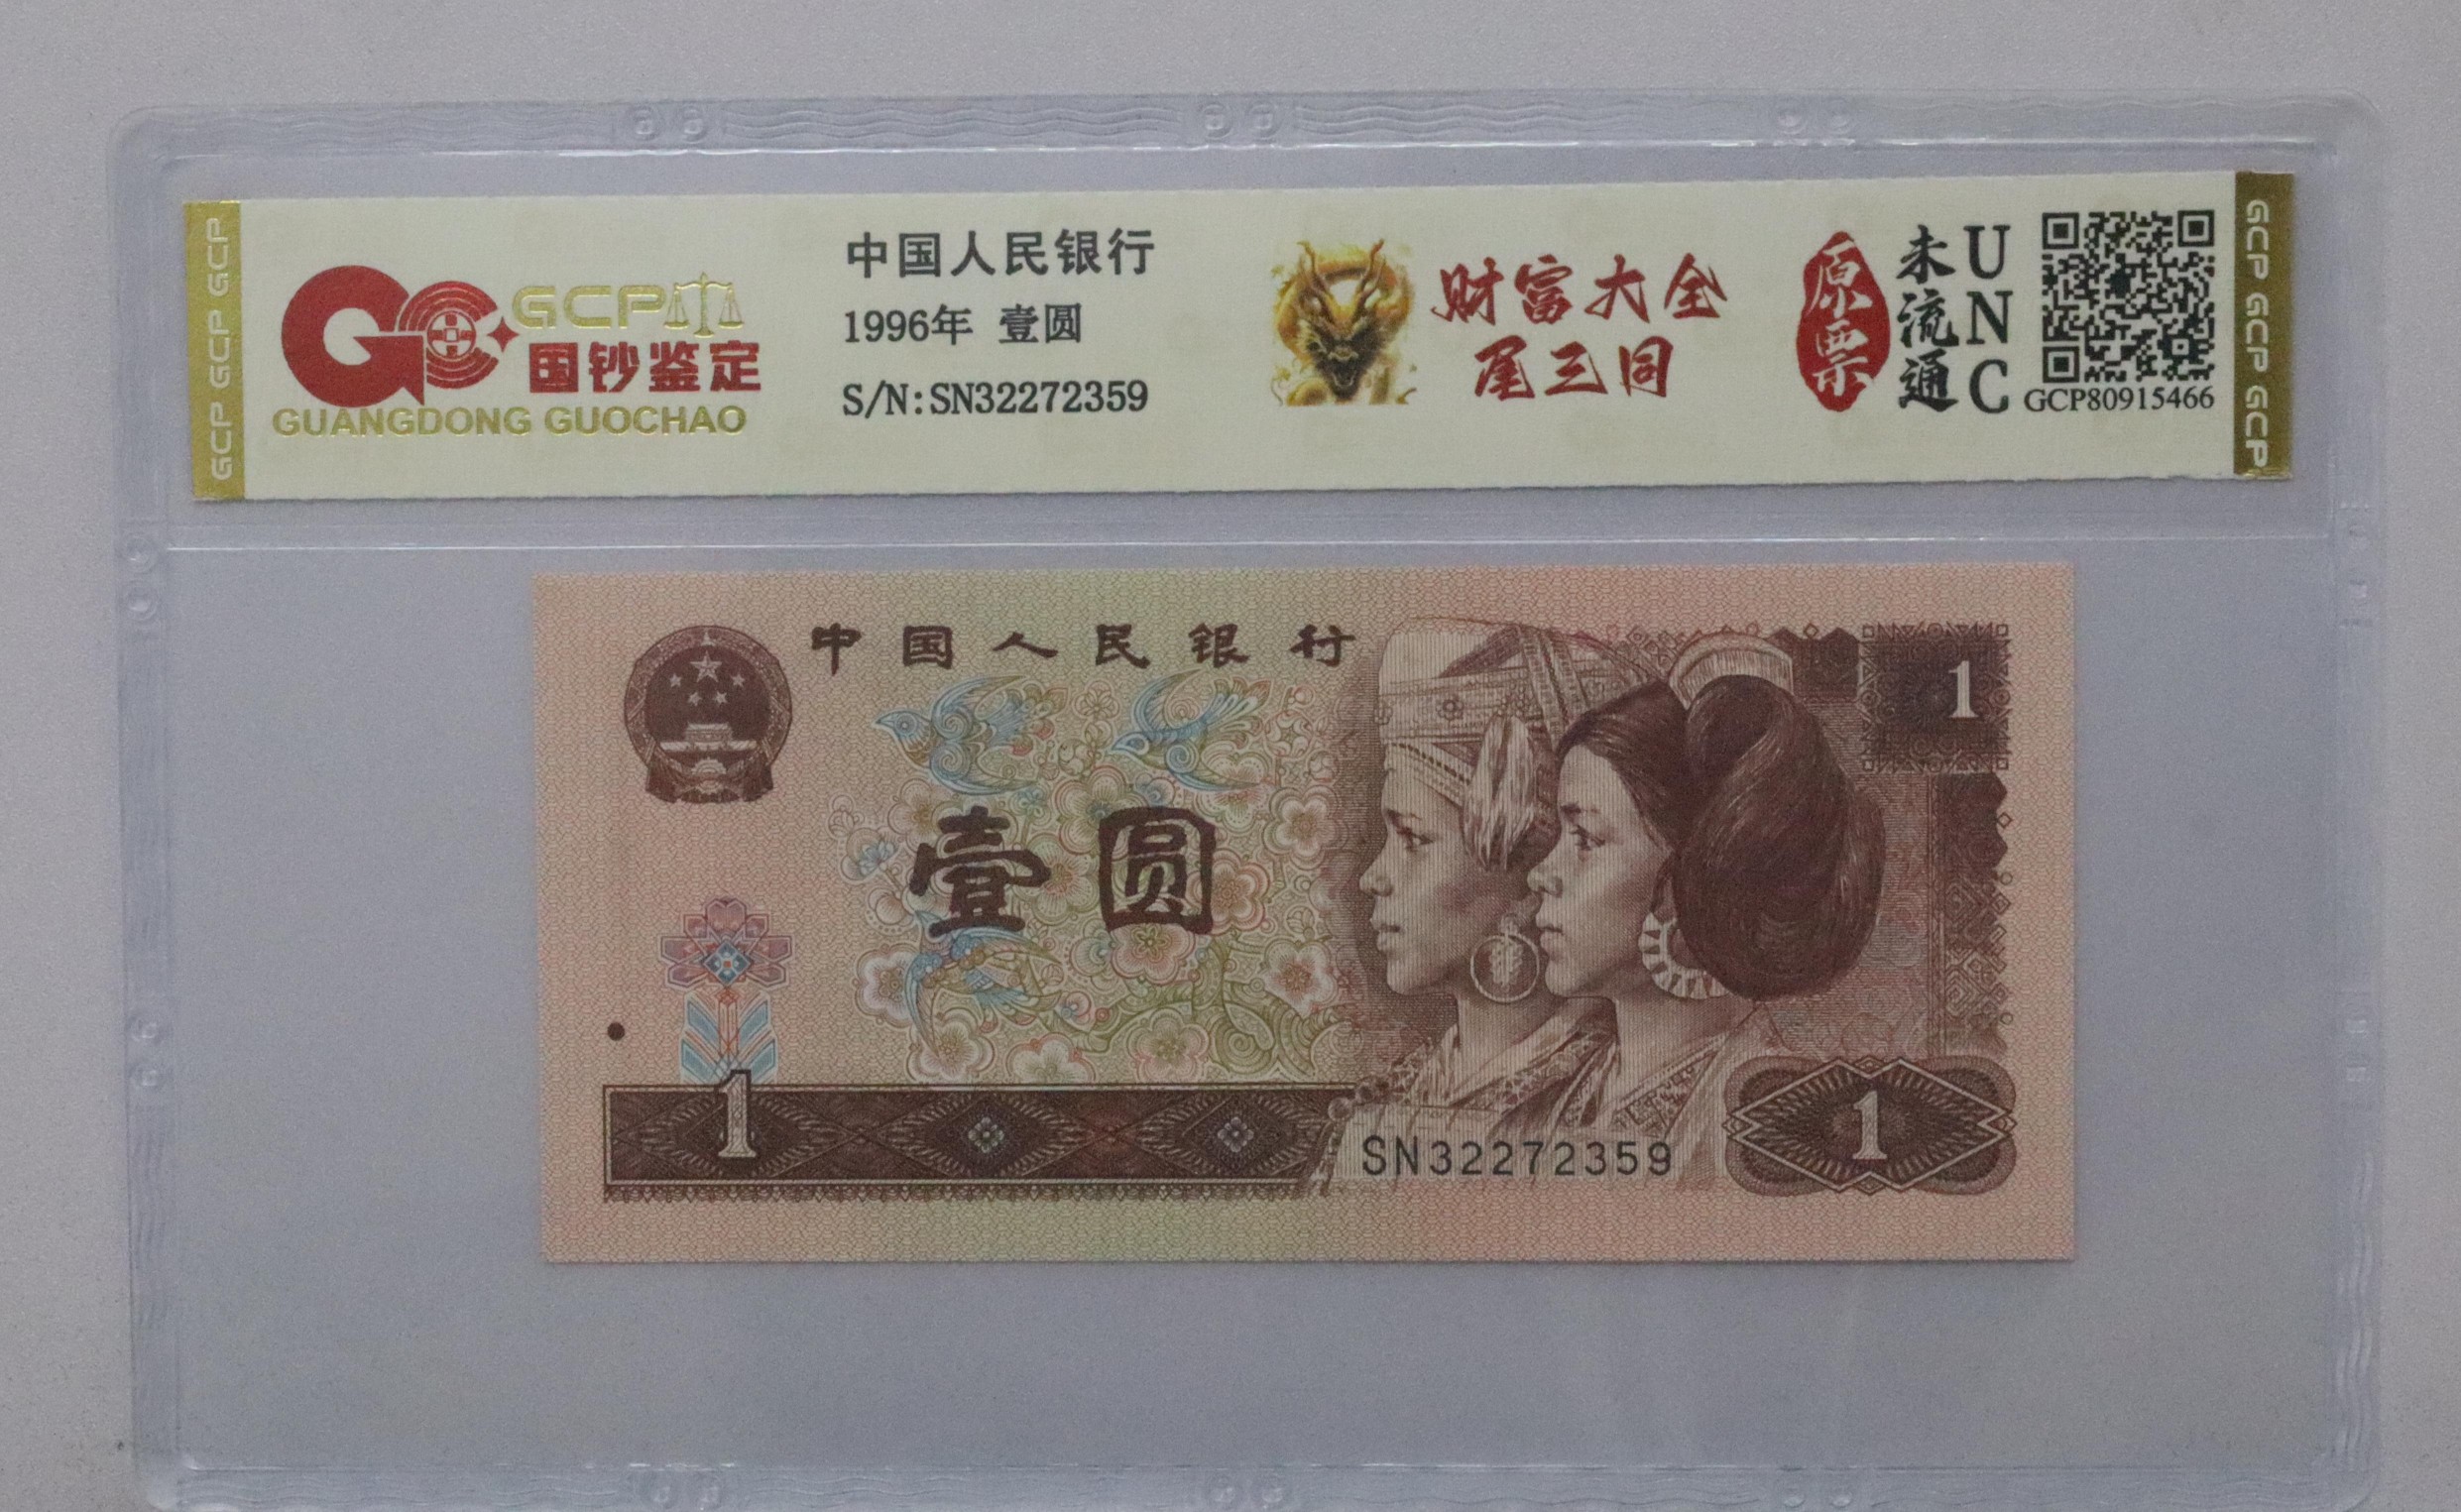 GCP GCP GCP
GCP
国钞鉴定
GUANGDONG GUOCHAO
中国人民银行
1996年 壹圆
S/N:SN32272359
财富大全
尾三同
原票
未流通
UNC
GCP80915466
GCP GCP GCP
中国人民银行
1
壹圆
1
SN32272359
1